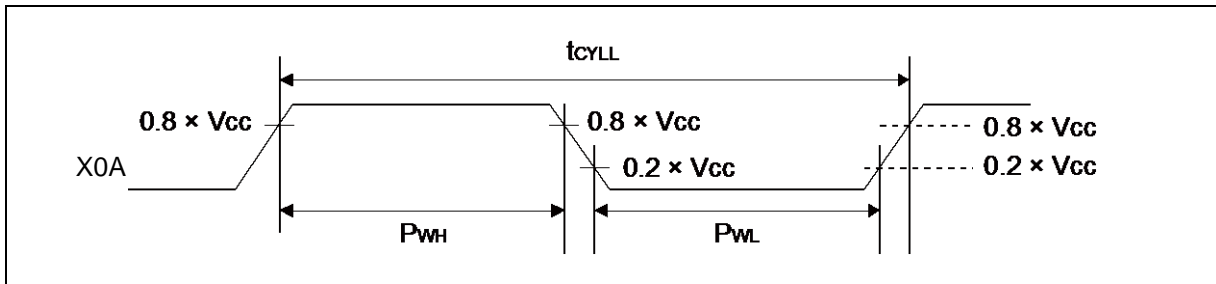 tCYLL
0.8 × Vcc
0.8 × Vcc
0.8 × Vcc
X0A
0.2 × Vcc
0.2 × Vcc
PWH
PWL